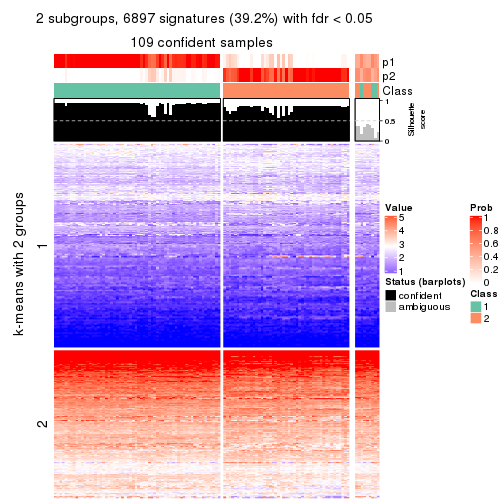 2 subgroups, 6897 signatures (39.2%) with fdr < 0.05
109 confident samples
p1
p2
Class
1
0.5
0
Silhouette
score
k-means with 2 groups
1
2
Value
5
4
3
2
1
Status (barplots)
confident
ambiguous
Prob
1
0.8
0.6
0.4
0.2
0
Class
1
2